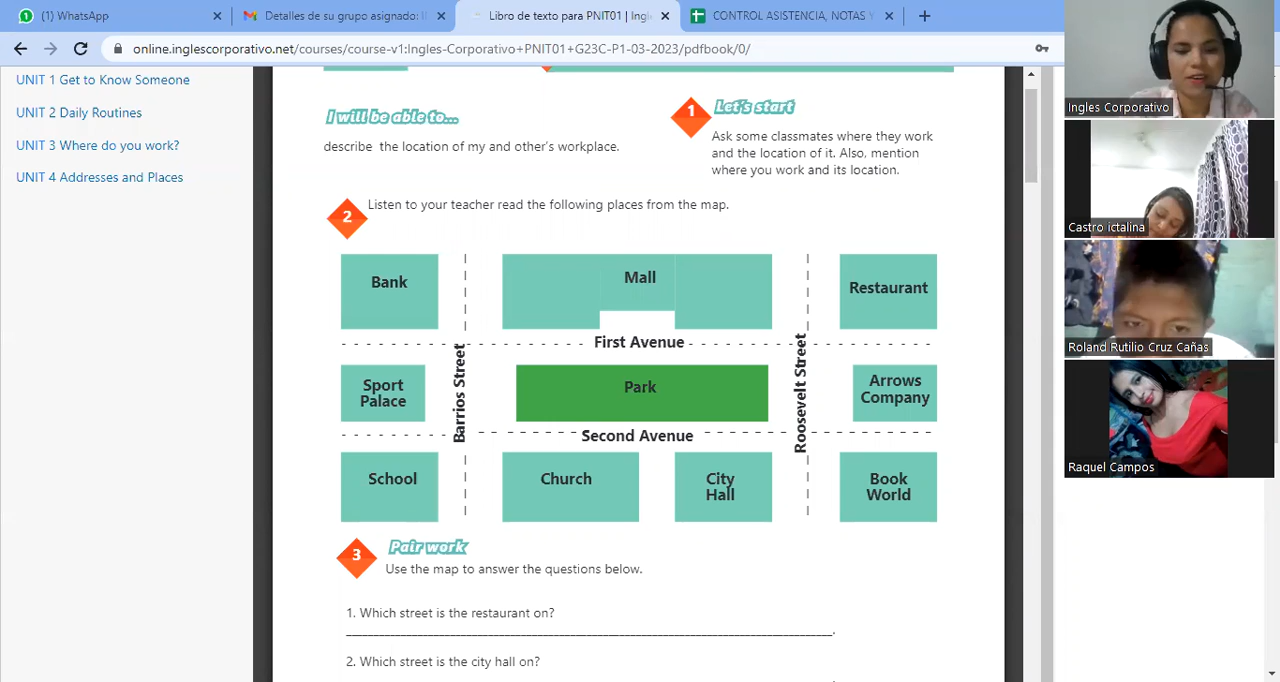 (1) WhatsApp
Detalles de su grupo asignado: I
Libro de texto para PNIT01 | Ingl
CONTROL ASISTENCIA, NOTAS Y
online.inglescorporativo.net/courses/course-v1:Ingles-Corporativo+PNIT01+G23C-P1-03-2023/pdfbook/0/
UNIT 1 Get to Know Someone
UNIT 2 Daily Routines
UNIT 3 Where do you work?
UNIT 4 Addresses and Places
I will be able to...
describe the location of my and other's workplace.
1
Let's start
Ask some classmates where they work
and the location of it. Also, mention
where you work and its location.
2
Listen to your teacher read the following places from the map.
Bank
Mall
Restaurant
First Avenue
Barrios Street
Roosevelt Street
Sport
Palace
Park
Arrows
Company
Second Avenue
School
Church
City
Hall
Book
World
3
Pair work
Use the map to answer the questions below.
1. Which street is the restaurant on?
2. Which street is the city hall on?
Ingles Corporativo
Castro ictalina
Roland Rutilio Cruz Cañas
Raquel Campos